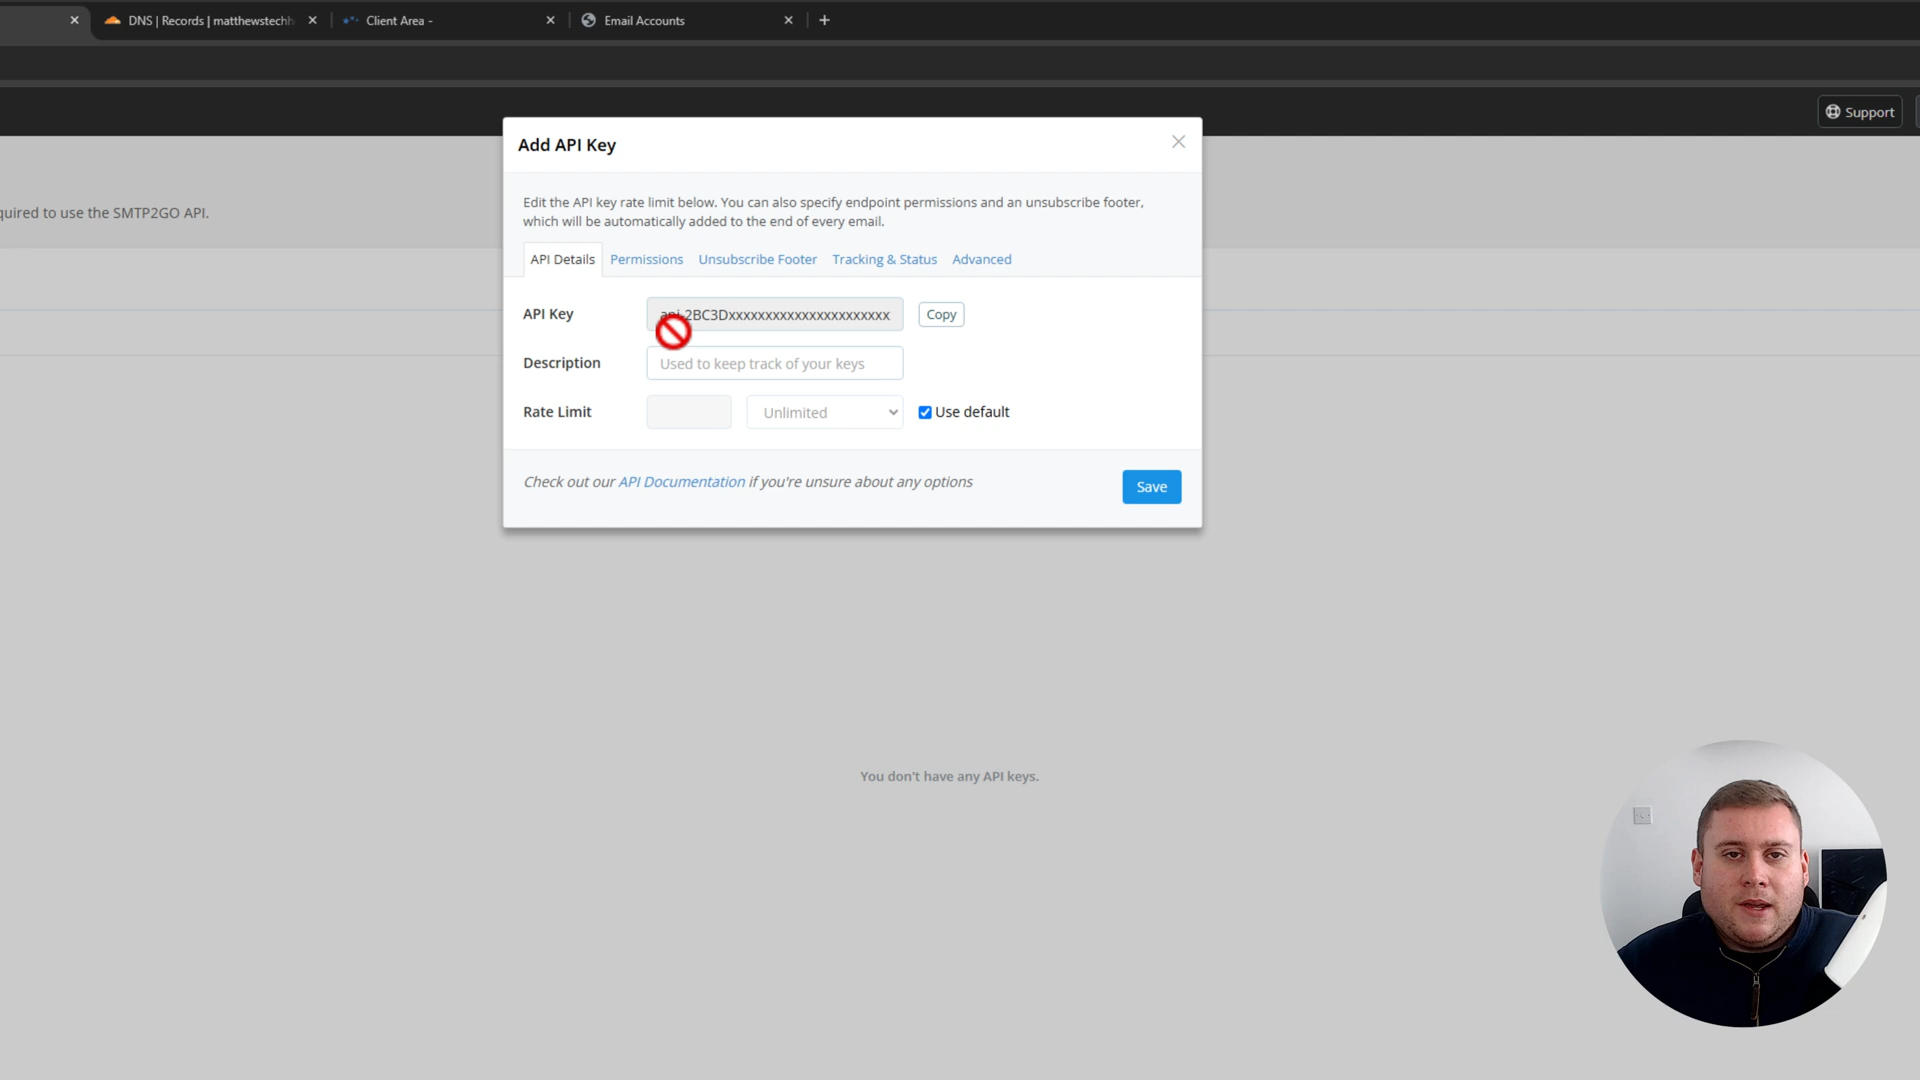 DNS | Records | matthewstechh
Client Area -
Email Accounts
Support
quired to use the SMTP2GO API.
Add API Key
Edit the API key rate limit below. You can also specify endpoint permissions and an unsubscribe footer,
which will be automatically added to the end of every email.
API Details Permissions Unsubscribe Footer Tracking & Status Advanced
API Key api-2BC3Dxxxxxxxxxxxxxxxxxxxxxx Copy
Description Used to keep track of your keys
Rate Limit Unlimited Use default
Check out our API Documentation if you're unsure about any options
Save
You don't have any API keys.